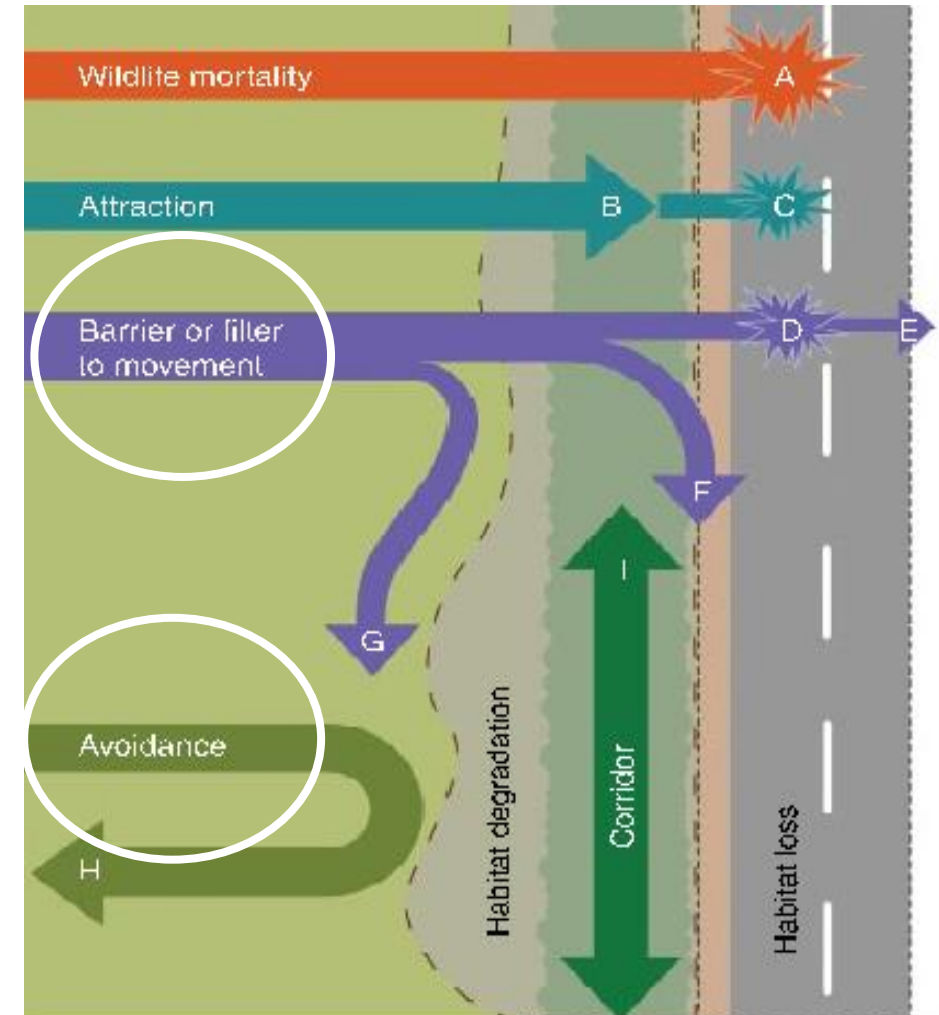 Wildlife mortality
A
Attraction
B
C
Barrier or filter
to movement
D
E
F
G
I
Avoidance
H
Habitat degradation
Corridor
Habitat loss